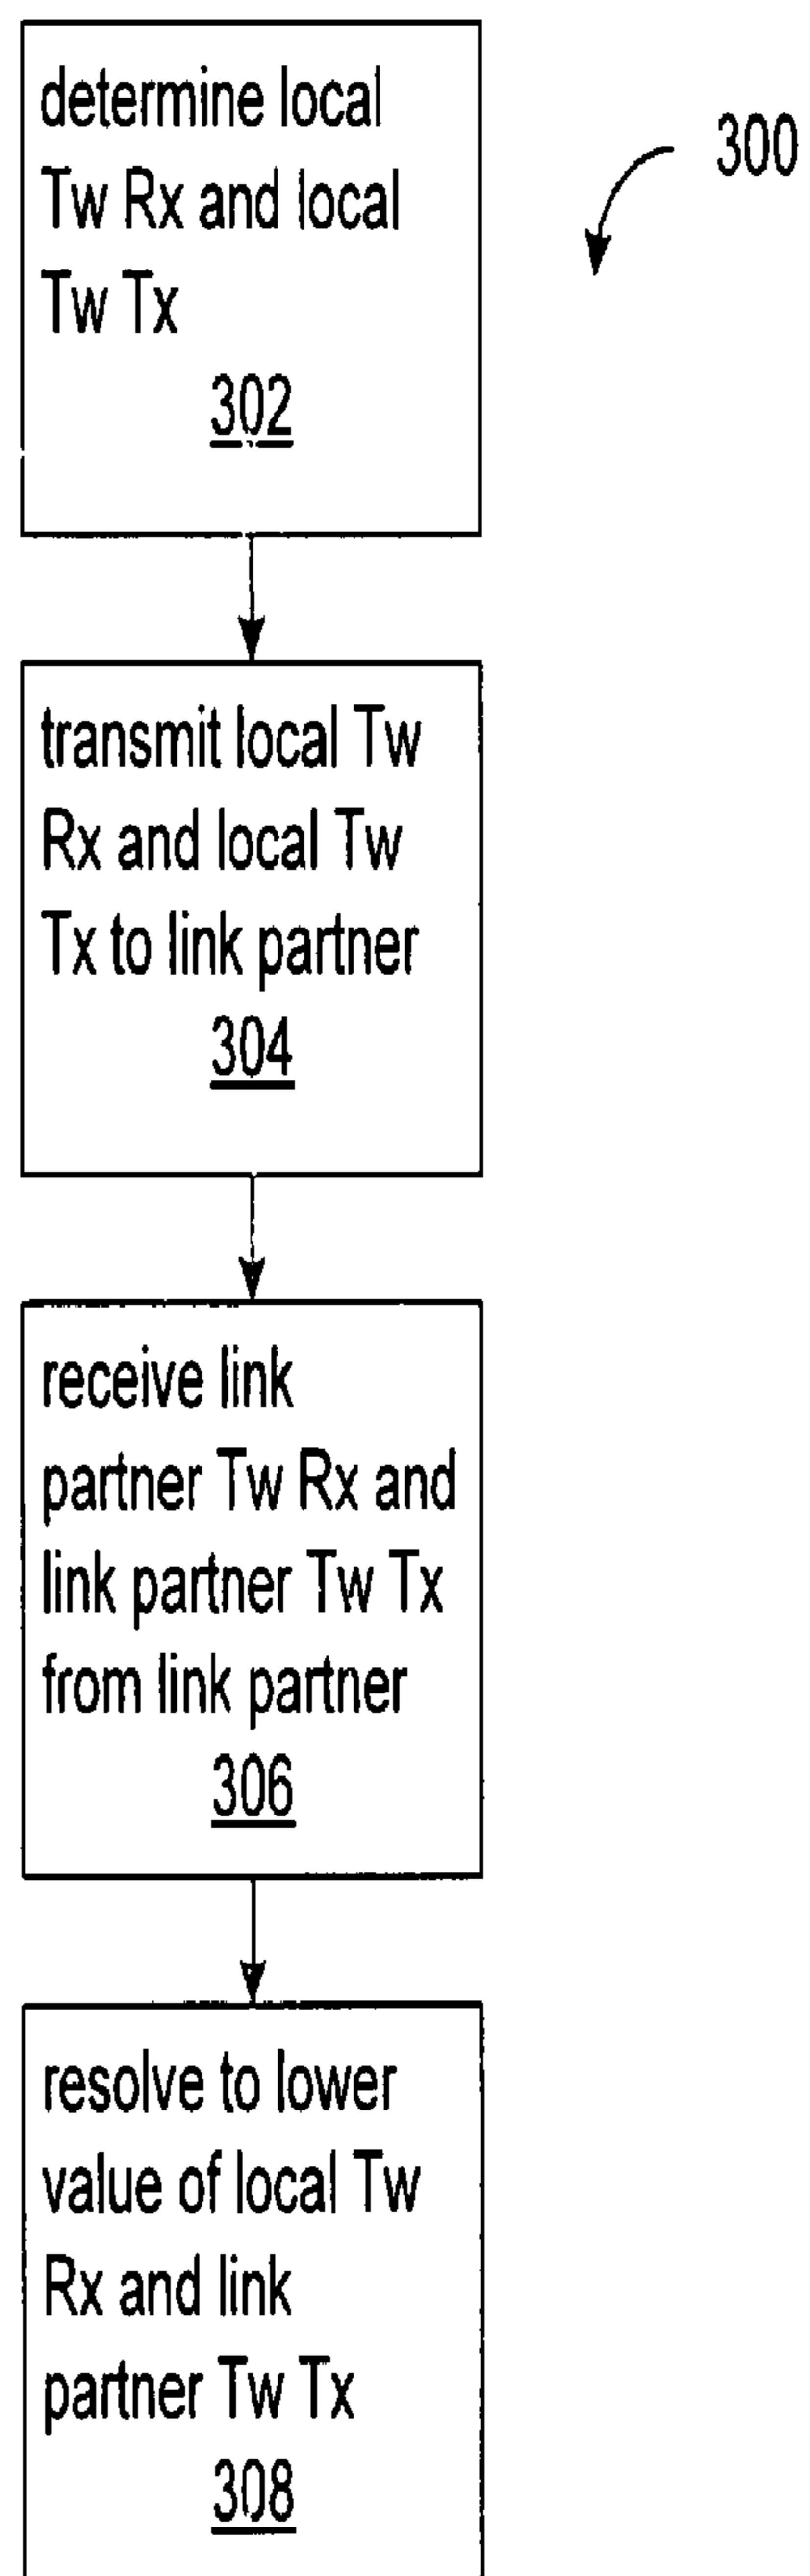 determine local
Tw Rx and local
Tw Tx
302
300
transmit local Tw
Rx and local Tw
Tx to link partner
304
receive link
partner Tw Rx and
link partner Tw Tx
from link partner
306
resolve to lower
value of local Tw
Rx and link
partner Tw Tx
308